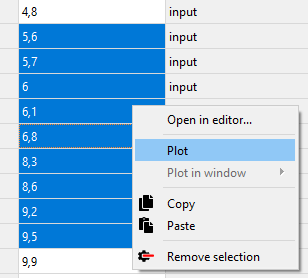 4,8 input
5,6 input
5,7 input
6 input
6,1
6,8
8,3
8,6
9,2
9,5
9,9
Open in editor...
Plot
Plot in window
Copy
Paste
Remove selection